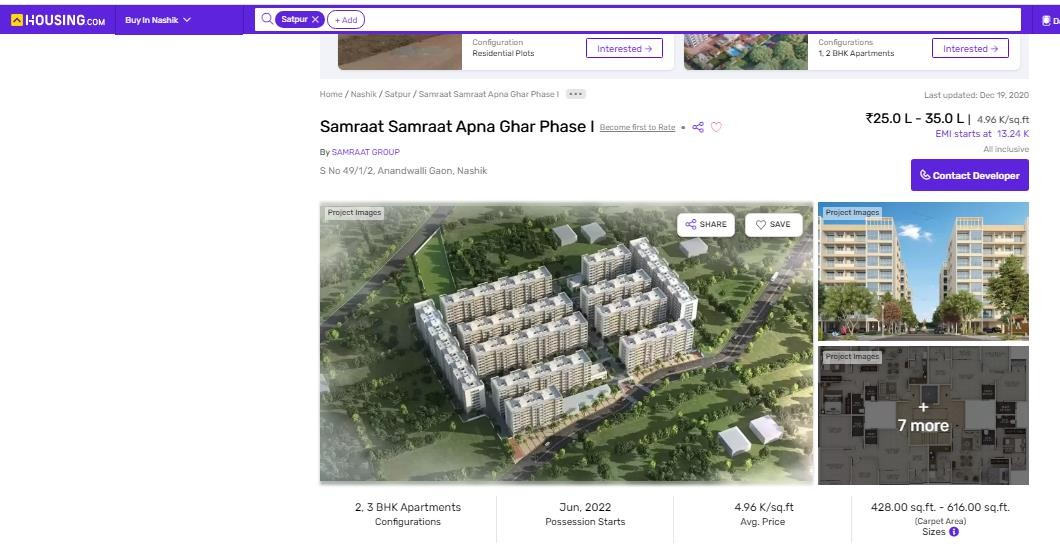 HOUSING.COM
Buy In Nashik
Satpur
+ Add
Configuration
Residential Plots
Interested →
Configurations
1, 2 BHK Apartments
Interested →
Home / Nashik / Satpur / Samraat Samraat Apna Ghar Phase I
Last updated: Dec 19, 2020
Samraat Samraat Apna Ghar Phase I
Become first to Rate
₹25.0 L - 35.0 L | 4.96 K/sq.ft
EMI starts at 13.24 K
By SAMRAAT GROUP
All inclusive
S No 49/1/2, Anandwalli Gaon, Nashik
Contact Developer
Project Images
SHARE
SAVE
Project Images
Project Images
+
7 more
2, 3 BHK Apartments
Configurations
Jun, 2022
Possession Starts
4.96 K/sq.ft
Avg. Price
428.00 sq.ft. - 616.00 sq.ft.
(Carpet Area)
Sizes